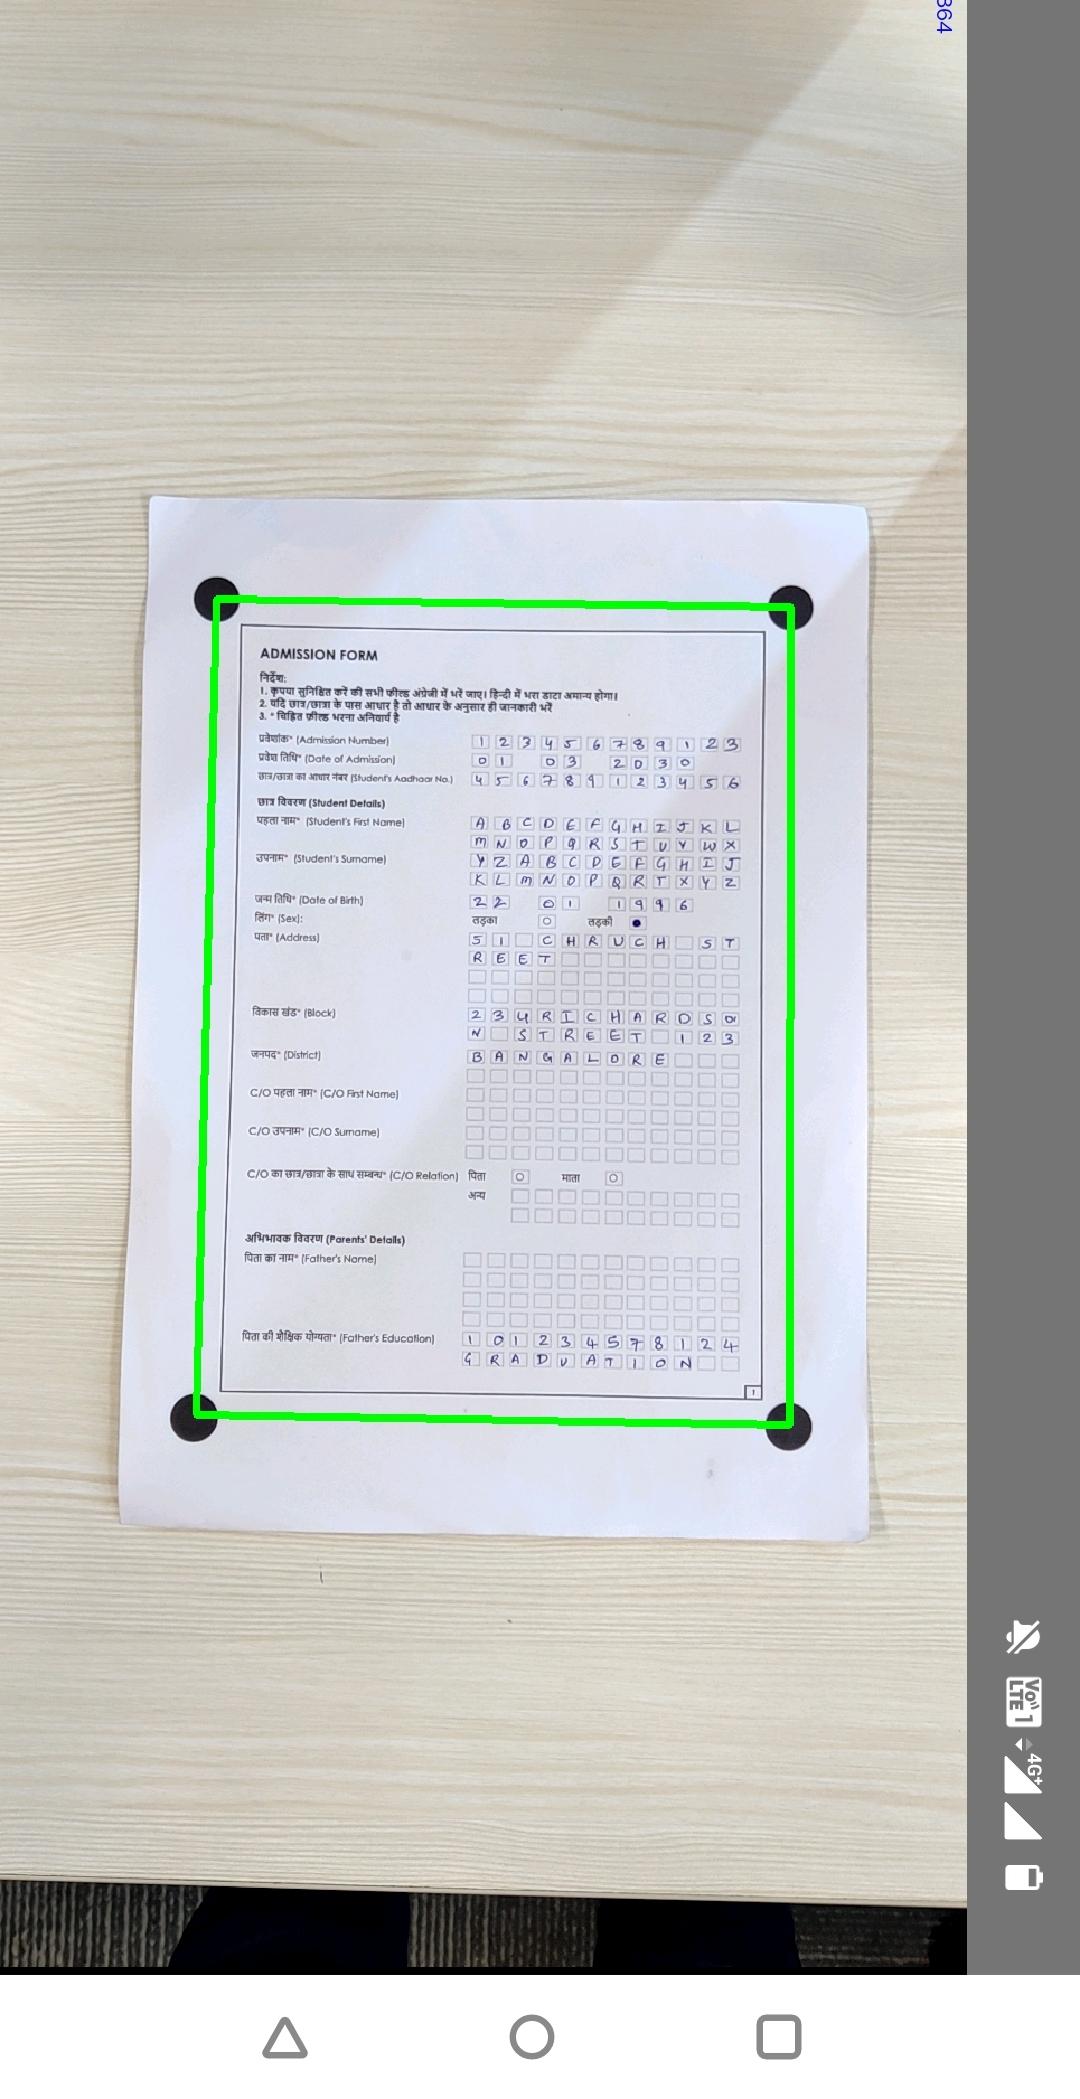 364
ADMISSION FORM
निर्देश:
1. कृपया सुनिश्चित करें की सभी फील्ड अंग्रेजी में भरें जाए। हिन्दी में भरा डाटा अमान्य होगा॥
2. यदि छात्र/छात्रा के पास आधार है तो आधार के अनुसार ही जानकारी भरें
3. * चिह्नित फ़ील्ड भरना अनिवार्य है
प्रवेशांक* (Admission Number) 1 2 3 4 5 6 7 8 9 1 2 3
प्रवेश तिथि* (Date of Admission) 0 1 0 3 2 0 3 0
छात्र/छात्रा का आधार नंबर (Student's Aadhaar No.) 4 5 6 7 8 9 1 2 3 4 5 6
छात्र विवरण (Student Details)
पहला नाम* (Student's First Name) A B C D E F G H I J K L
M N O P Q R S T U V W X
उपनाम* (Student's Surname) Y Z A B C D E F G H I J
K L M N O P Q R T X Y Z
जन्म तिथि* (Date of Birth) 2 2 0 1 1 9 9 6
लिंग* (Sex): लड़का लड़की
पता* (Address) 5 1 C H R U C H S T
R E E T
विकास खंड* (Block) 2 3 4 R I C H A R D S O
N S T R E E T 1 2 3
जनपद* (District) B A N G A L O R E
C/O पहला नाम* (C/O First Name)
C/O उपनाम* (C/O Surname)
C/O का छात्र/छात्रा के साथ सम्बन्ध* (C/O Relation) पिता माता
अन्य
अभिभावक विवरण (Parents' Details)
पिता का नाम* (Father's Name)
पिता की शैक्षिक योग्यता* (Father's Education) 1 0 1 2 3 4 5 7 8 1 2 4
G R A D U A T I O N
1
Vo)) 1
LTE
4G+